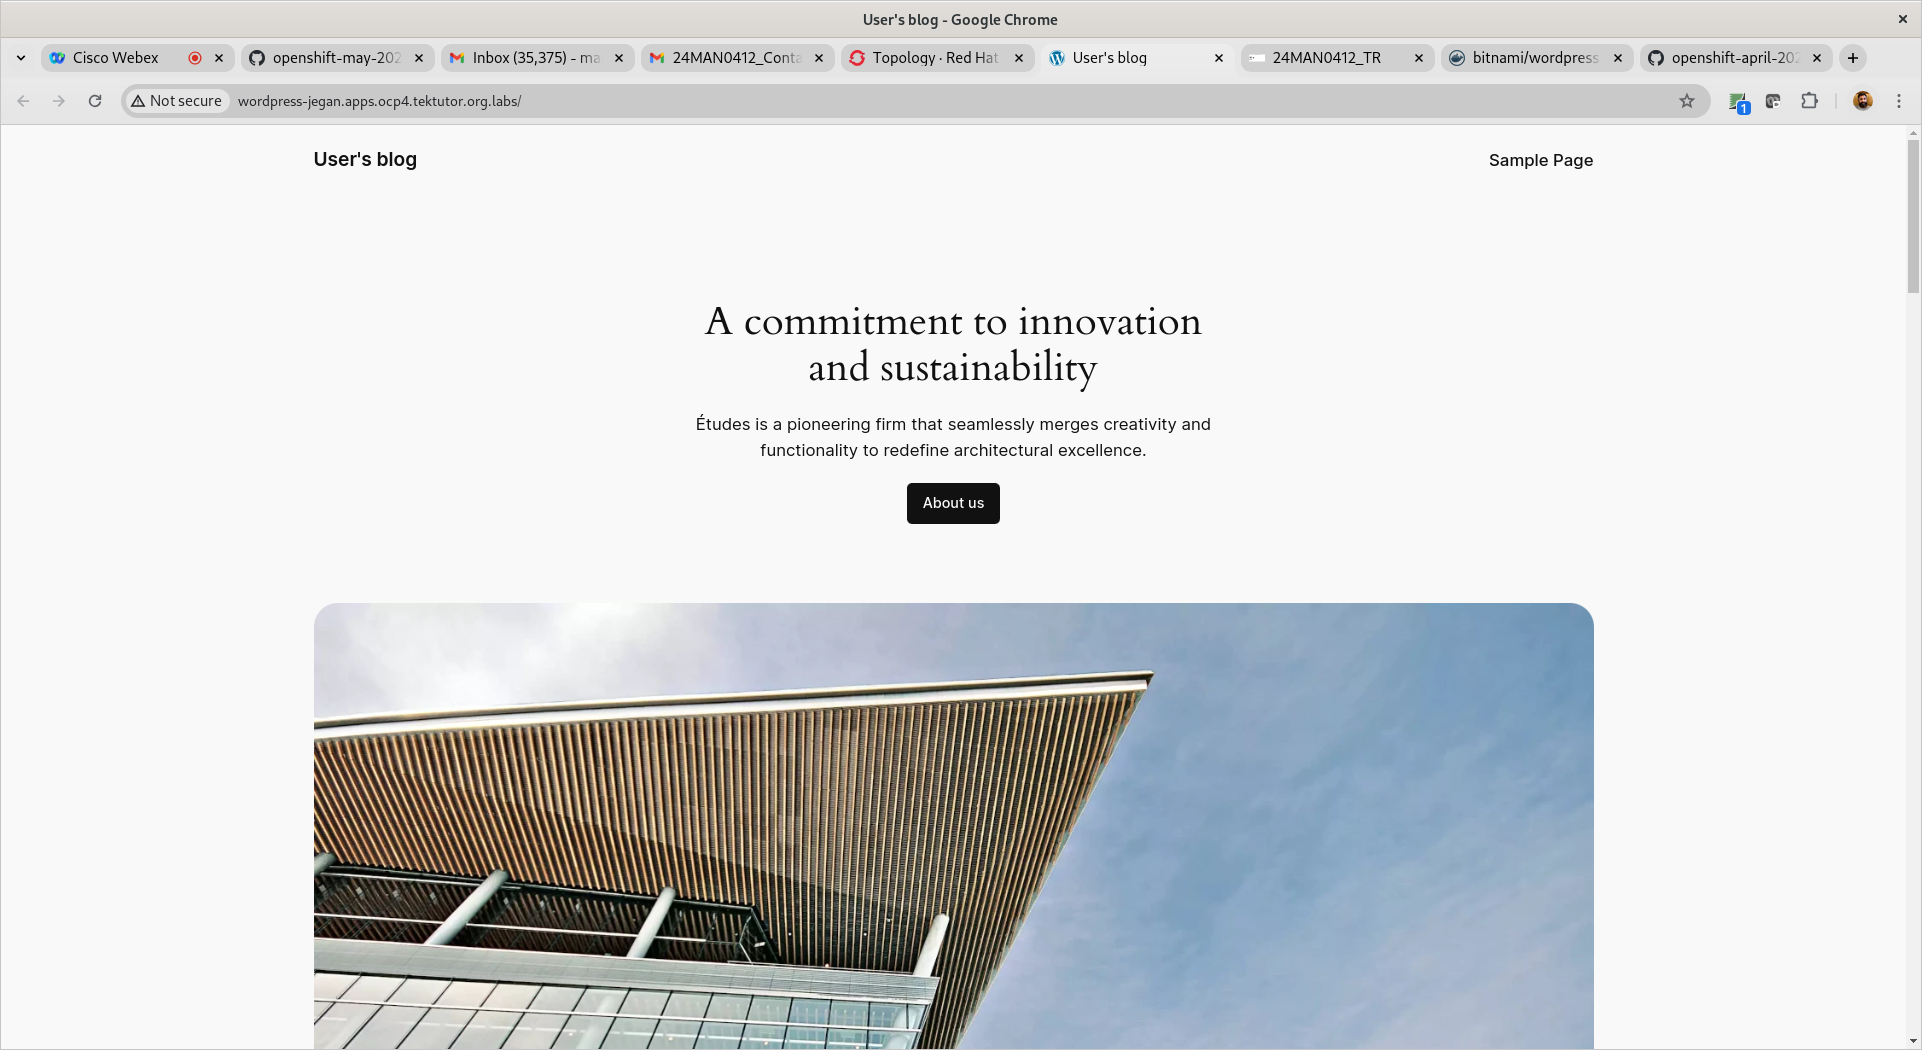 User's blog - Google Chrome
Cisco Webex
openshift-may-202
Inbox (35,375) - ma
24MAN0412_Conta
Topology · Red Hat
User's blog
24MAN0412_TR
bitnami/wordpress
openshift-april-202
Not secure
wordpress-jegan.apps.ocp4.tektutor.org.labs/
1
User's blog
Sample Page
A commitment to innovation
and sustainability
Études is a pioneering firm that seamlessly merges creativity and
functionality to redefine architectural excellence.
About us